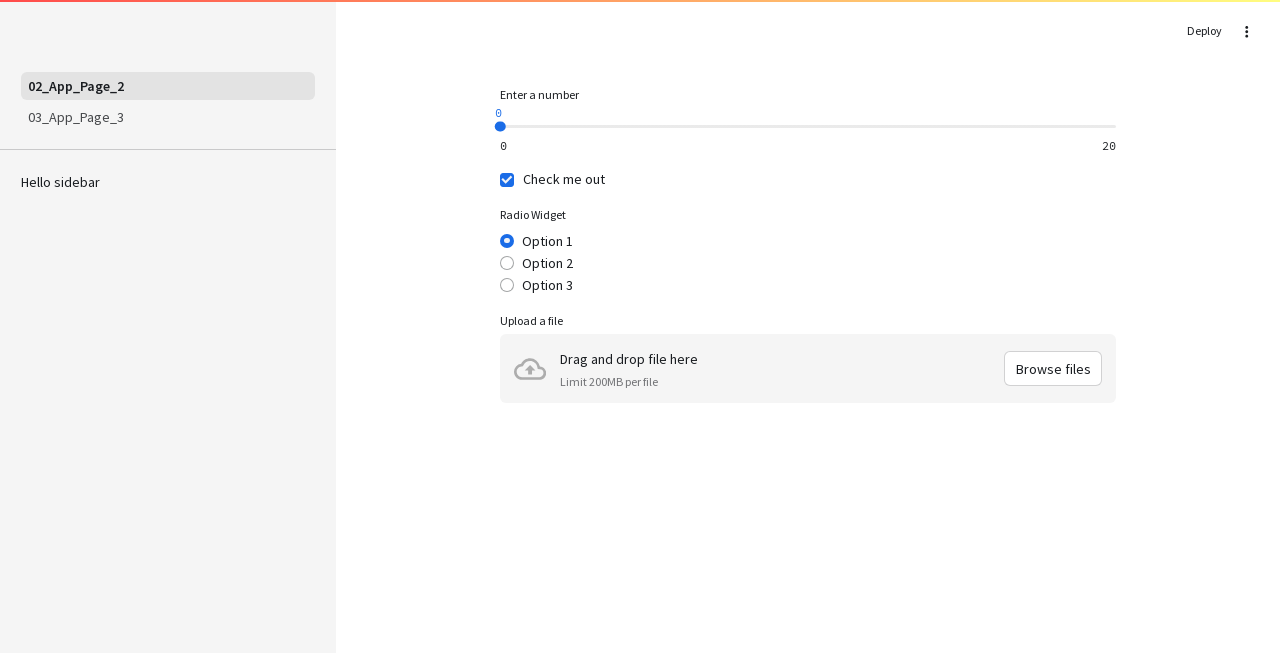 Deploy
02_App_Page_2
03_App_Page_3
Hello sidebar
Enter a number
0
0
20
Check me out
Radio Widget
Option 1
Option 2
Option 3
Upload a file
Drag and drop file here
Limit 200MB per file
Browse files